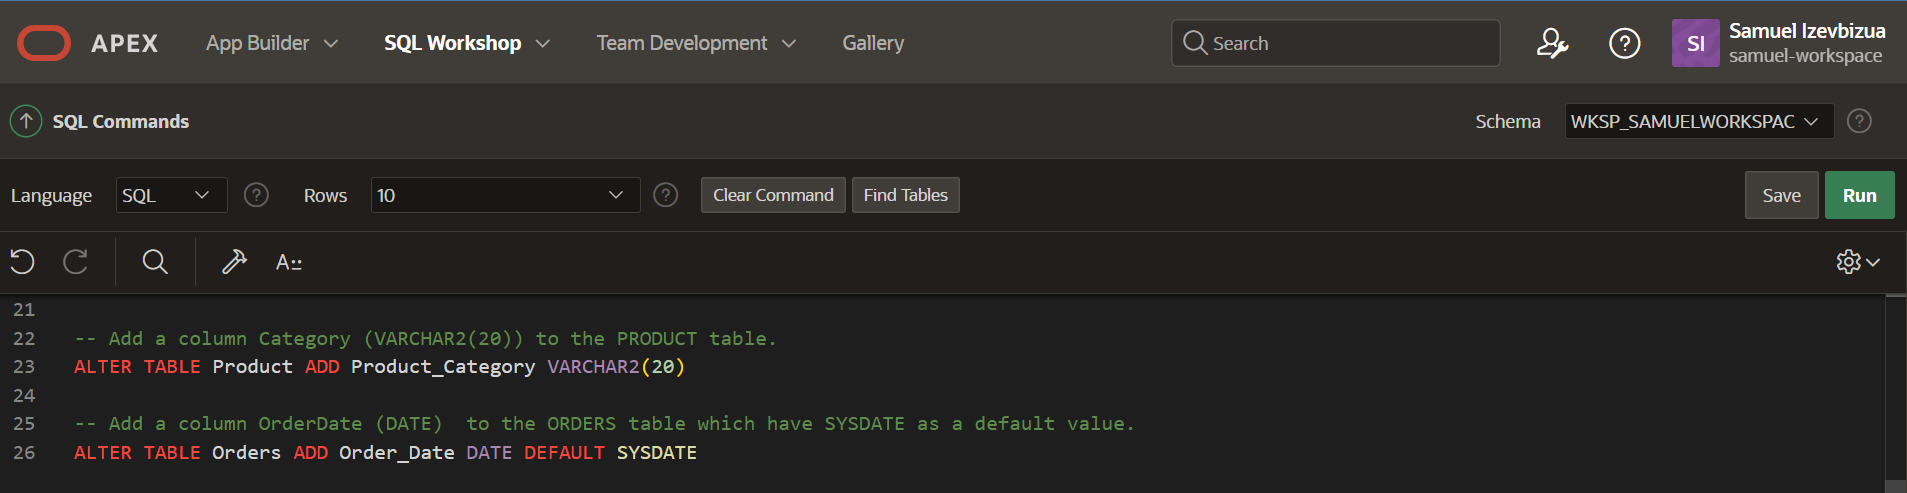 APEX App Builder SQL Workshop Team Development Gallery Search ? SI Samuel Izevbizua
samuel-workspace
SQL Commands Schema WKSP_SAMUELWORKSPAC ?
Language SQL ? Rows 10 ? Clear Command Find Tables Save Run
A::
21
22 -- Add a column Category (VARCHAR2(20)) to the PRODUCT table.
23 ALTER TABLE Product ADD Product_Category VARCHAR2(20)
24
25 -- Add a column OrderDate (DATE)  to the ORDERS table which have SYSDATE as a default value.
26 ALTER TABLE Orders ADD Order_Date DATE DEFAULT SYSDATE